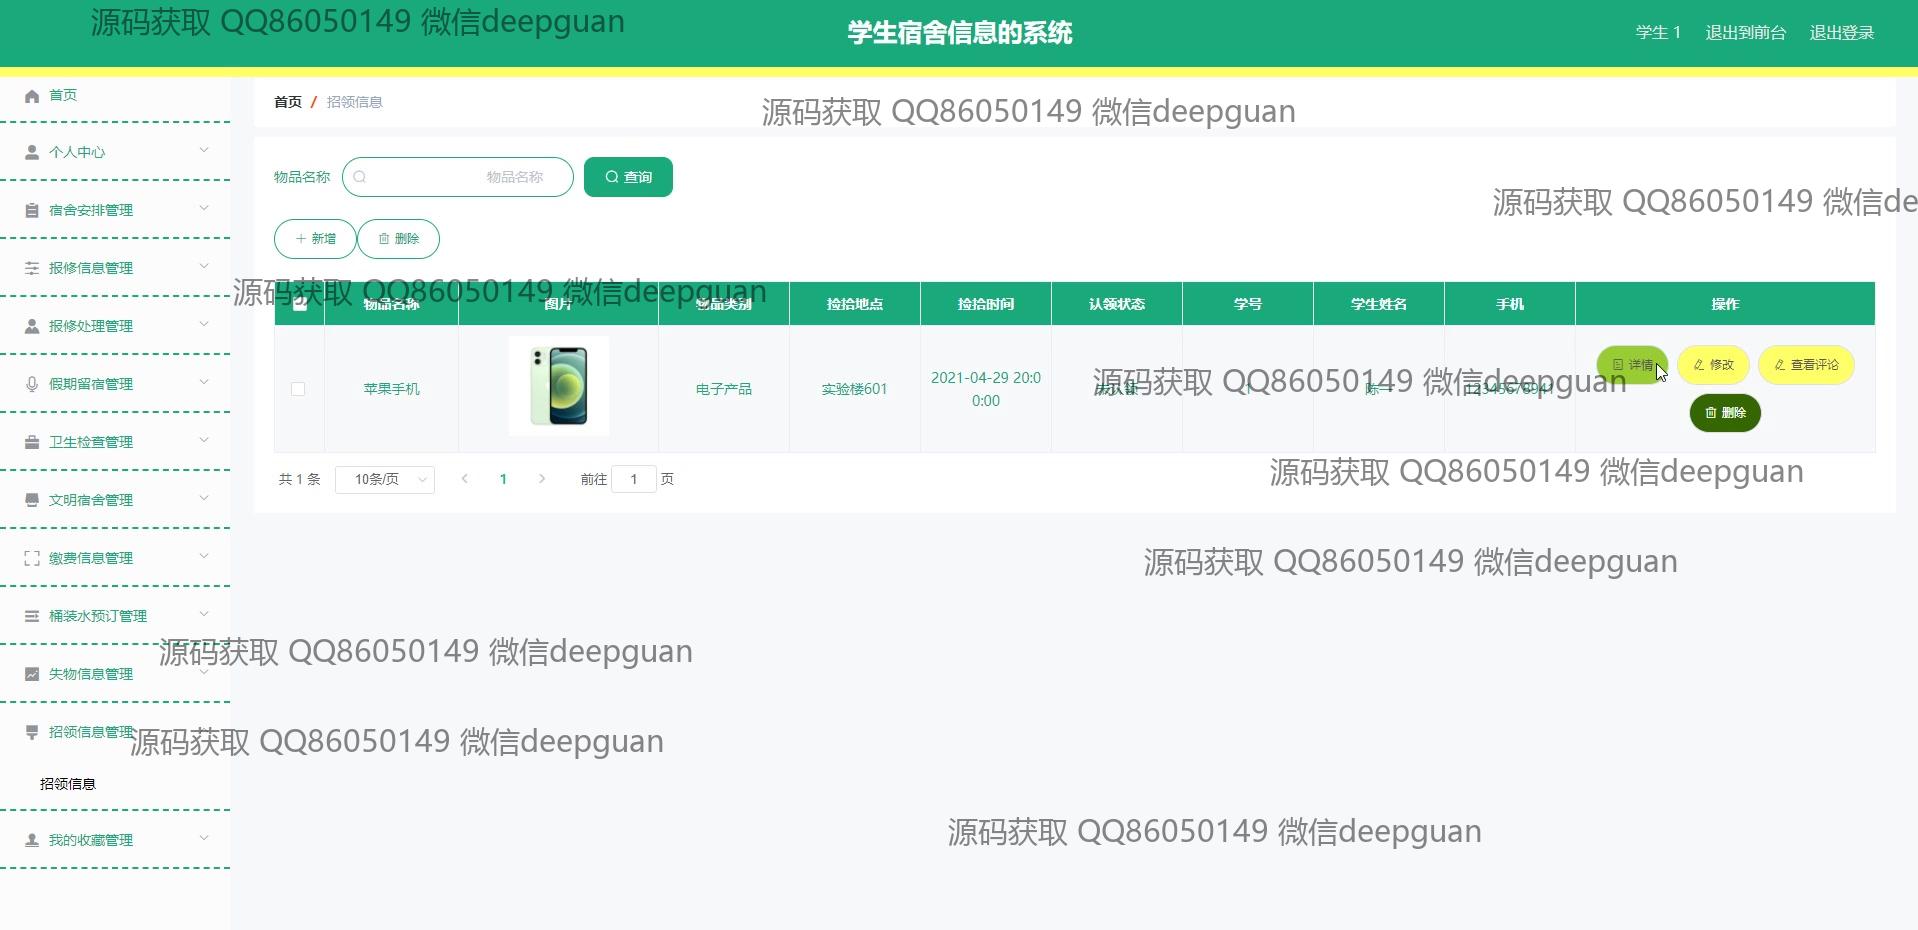 源码获取 QQ86050149 微信deepguan
学生宿舍信息的系统
学生 1 退出到前台 退出登录
首页
个人中心
宿舍安排管理
报修信息管理
报修处理管理
假期留宿管理
卫生检查管理
文明宿舍管理
缴费信息管理
桶装水预订管理
失物信息管理
招领信息管理
招领信息
我的收藏管理
首页 / 招领信息
源码获取 QQ86050149 微信deepguan
物品名称 物品名称 查询
源码获取 QQ86050149 微信de
新增 删除
源码获取 QQ86050149 微信deepguan
物品名称 图片 物品类别 捡拾地点 捡拾时间 认领状态 学号 学生姓名 手机 操作
苹果手机 电子产品 实验楼601 2021-04-29 20:0
0:00 未认领 1 陈一 12345678941
详情 修改 查看评论
删除
源码获取 QQ86050149 微信deepguan
共 1 条 10条/页 1 前往 1 页
源码获取 QQ86050149 微信deepguan
源码获取 QQ86050149 微信deepguan
源码获取 QQ86050149 微信deepguan
源码获取 QQ86050149 微信deepguan
源码获取 QQ86050149 微信deepguan